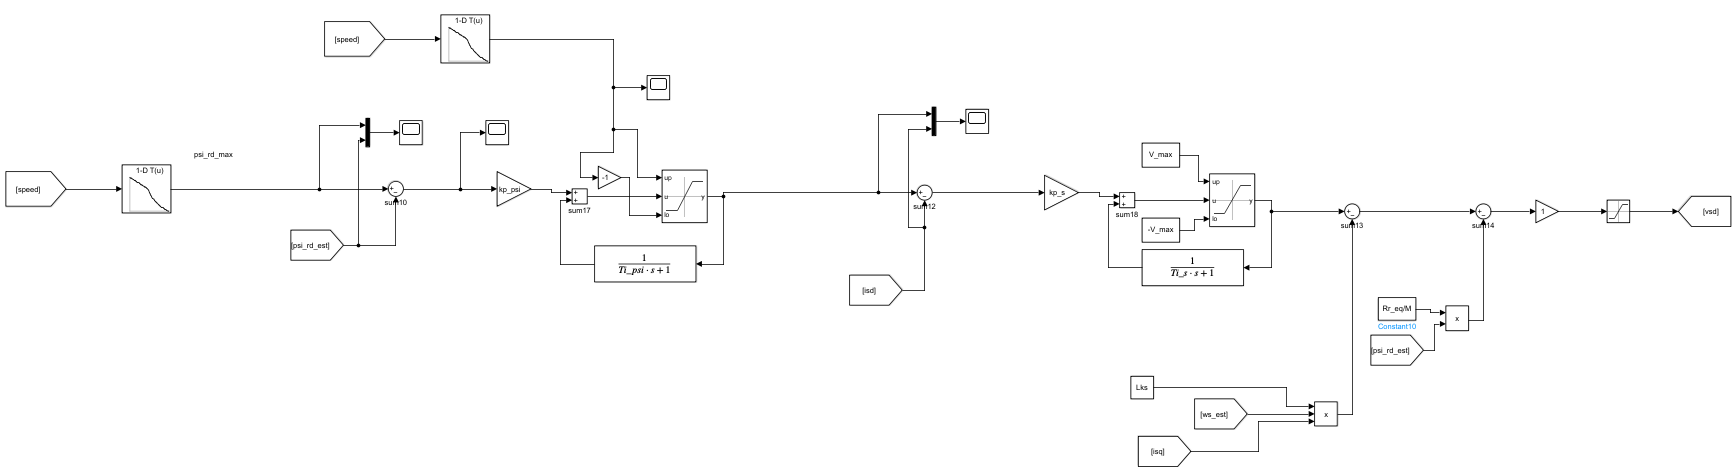 1-D T(u)
[speed]
psi_rd_max
1-D T(u)
[speed]
+
−
sum10
kp_psi
+
+
sum17
-1
up
u
y
lo
[psi_rd_est]
1
Ti_psi · s + 1
+
−
sum12
[isd]
kp_s
+
+
sum18
V_max
-V_max
up
u
y
lo
1
Ti_s · s + 1
+
−
sum13
+
−
sum14
1
[vsd]
Rr_eq/M
Constant10
x
[psi_rd_est]
Lks
[ws_est]
x
[isq]